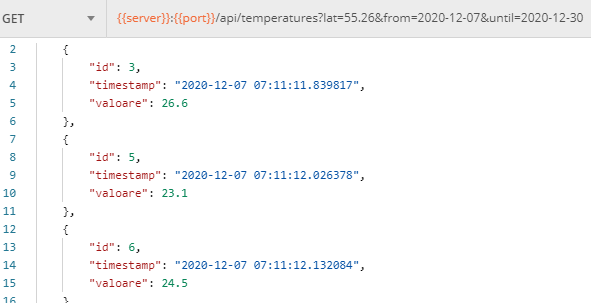 GET {{server}}:{{port}}/api/temperatures?lat=55.26&from=2020-12-07&until=2020-12-30
2 {
3 "id": 3,
4 "timestamp": "2020-12-07 07:11:11.839817",
5 "valoare": 26.6
6 },
7 {
8 "id": 5,
9 "timestamp": "2020-12-07 07:11:12.026378",
10 "valoare": 23.1
11 },
12 {
13 "id": 6,
14 "timestamp": "2020-12-07 07:11:12.132084",
15 "valoare": 24.5
16 }